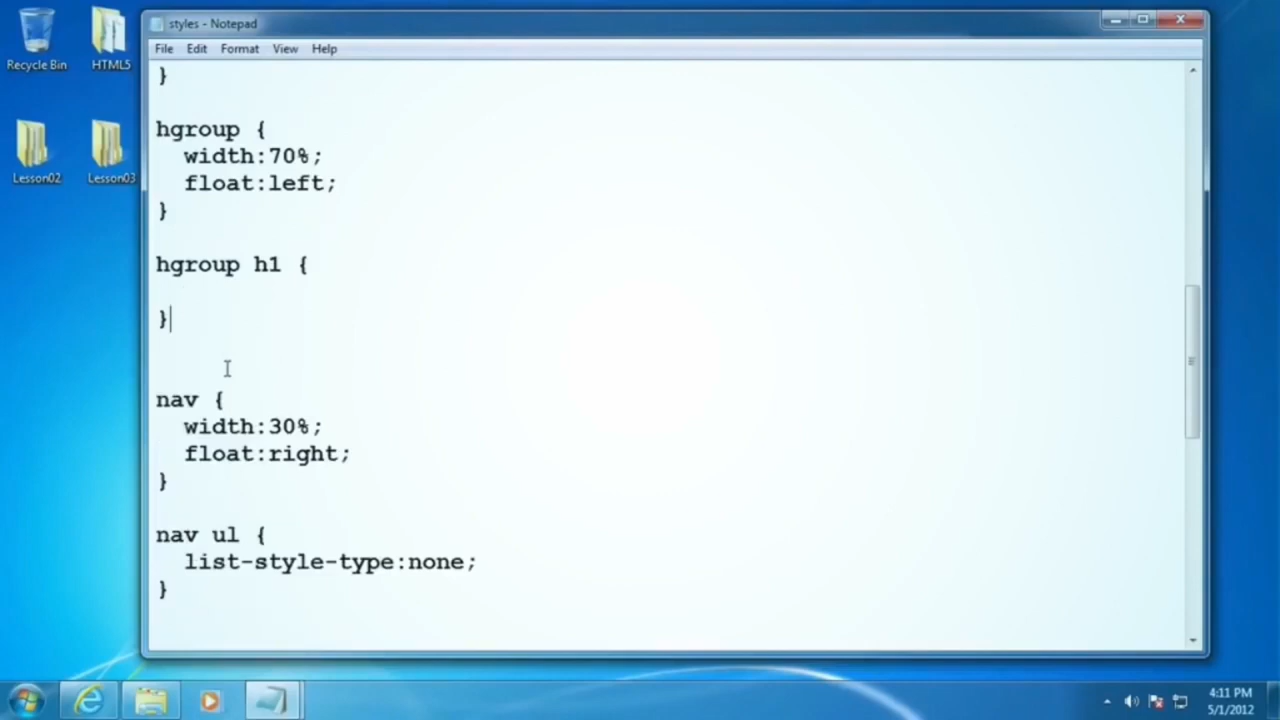 Recycle Bin
HTML5
Lesson02
Lesson03
styles - Notepad
File Edit Format View Help
}
hgroup {
width:70%;
float:left;
}
hgroup h1 {
}
nav {
width:30%;
float:right;
}
nav ul {
list-style-type:none;
}
4:11 PM
5/1/2012